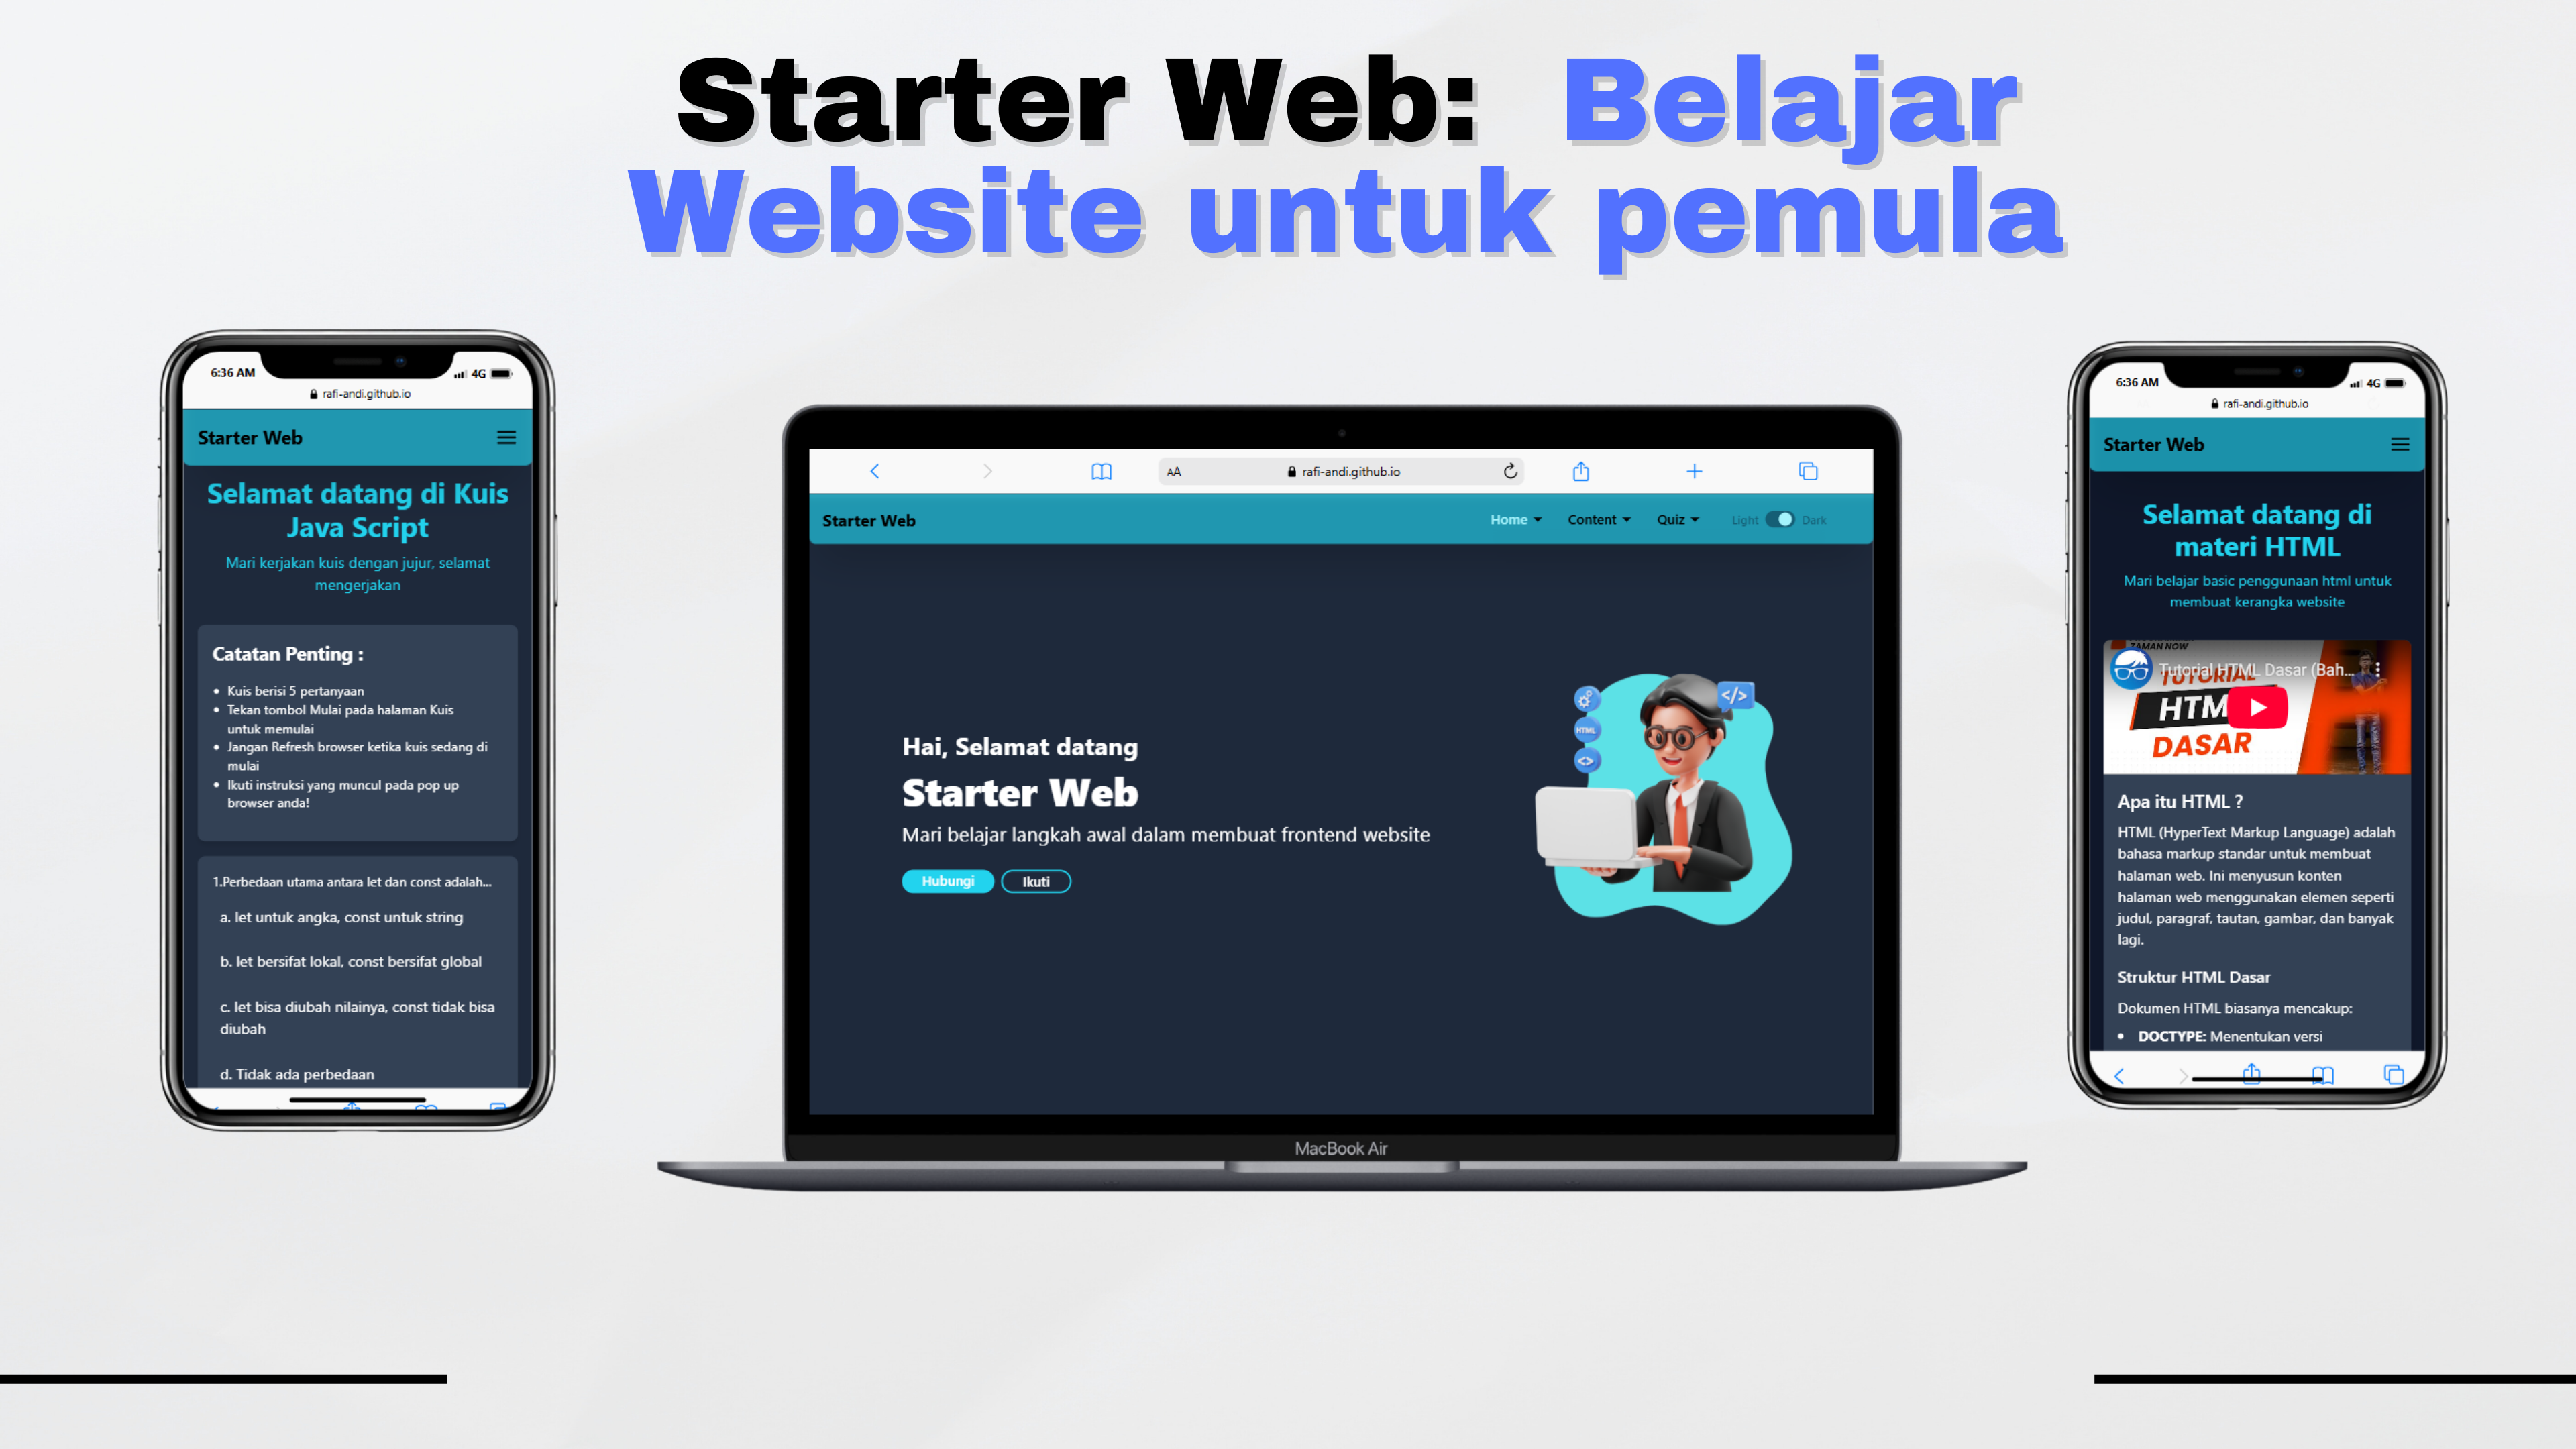 Starter Web: Belajar
Website untuk pemula
6:36 AM
4G
rafi-andi.github.io
Starter Web
Selamat datang di Kuis
Java Script
Mari kerjakan kuis dengan jujur, selamat
mengerjakan
Catatan Penting :
• Kuis berisi 5 pertanyaan
• Tekan tombol Mulai pada halaman Kuis
untuk memulai
• Jangan Refresh browser ketika kuis sedang di
mulai
• Ikuti instruksi yang muncul pada pop up
browser anda!
1.Perbedaan utama antara let dan const adalah...
a. let untuk angka, const untuk string
b. let bersifat lokal, const bersifat global
c. let bisa diubah nilainya, const tidak bisa
diubah
d. Tidak ada perbedaan
AA rafi-andi.github.io
Starter Web Home Content Quiz Light Dark
Hai, Selamat datang
Starter Web
Mari belajar langkah awal dalam membuat frontend website
Hubungi Ikuti
</>
HTML
<>
MacBook Air
6:36 AM
4G
rafi-andi.github.io
Starter Web
Selamat datang di
materi HTML
Mari belajar basic penggunaan html untuk
membuat kerangka website
ZAMAN NOW
Tutorial HTML Dasar (Bah...
TUTORIAL
HTM
DASAR
Apa itu HTML ?
HTML (HyperText Markup Language) adalah
bahasa markup standar untuk membuat
halaman web. Ini menyusun konten
halaman web menggunakan elemen seperti
judul, paragraf, tautan, gambar, dan banyak
lagi.
Struktur HTML Dasar
Dokumen HTML biasanya mencakup:
• DOCTYPE: Menentukan versi